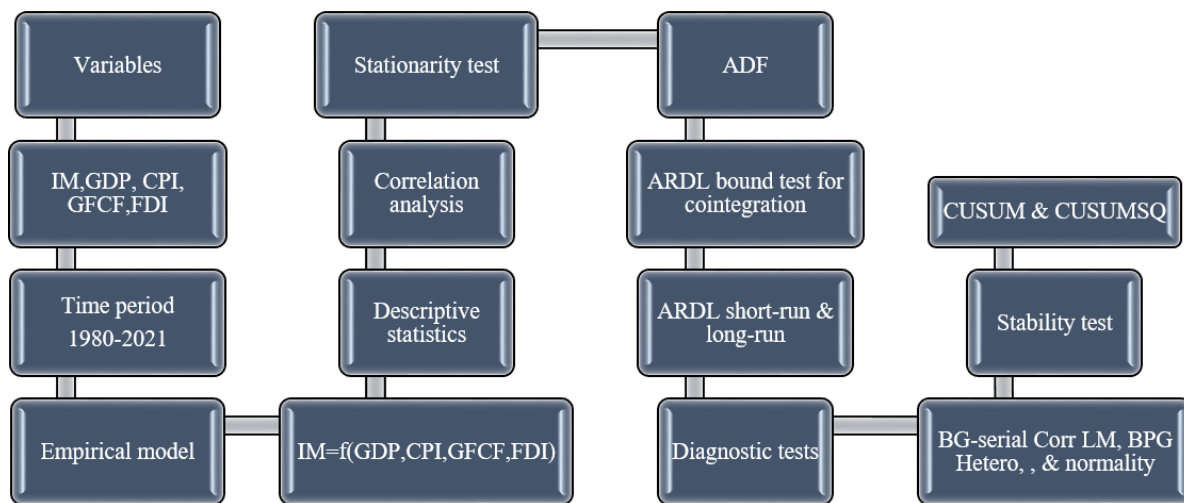 Variables
IM,GDP, CPI,
GFCF,FDI
Time period
1980-2021
Empirical model
IM=f(GDP,CPI,GFCF,FDI)
Descriptive
statistics
Correlation
analysis
Stationarity test
ADF
ARDL bound test for
cointegration
ARDL short-run &
long-run
Diagnostic tests
BG-serial Corr LM, BPG
Hetero, , & normality
Stability test
CUSUM & CUSUMSQ